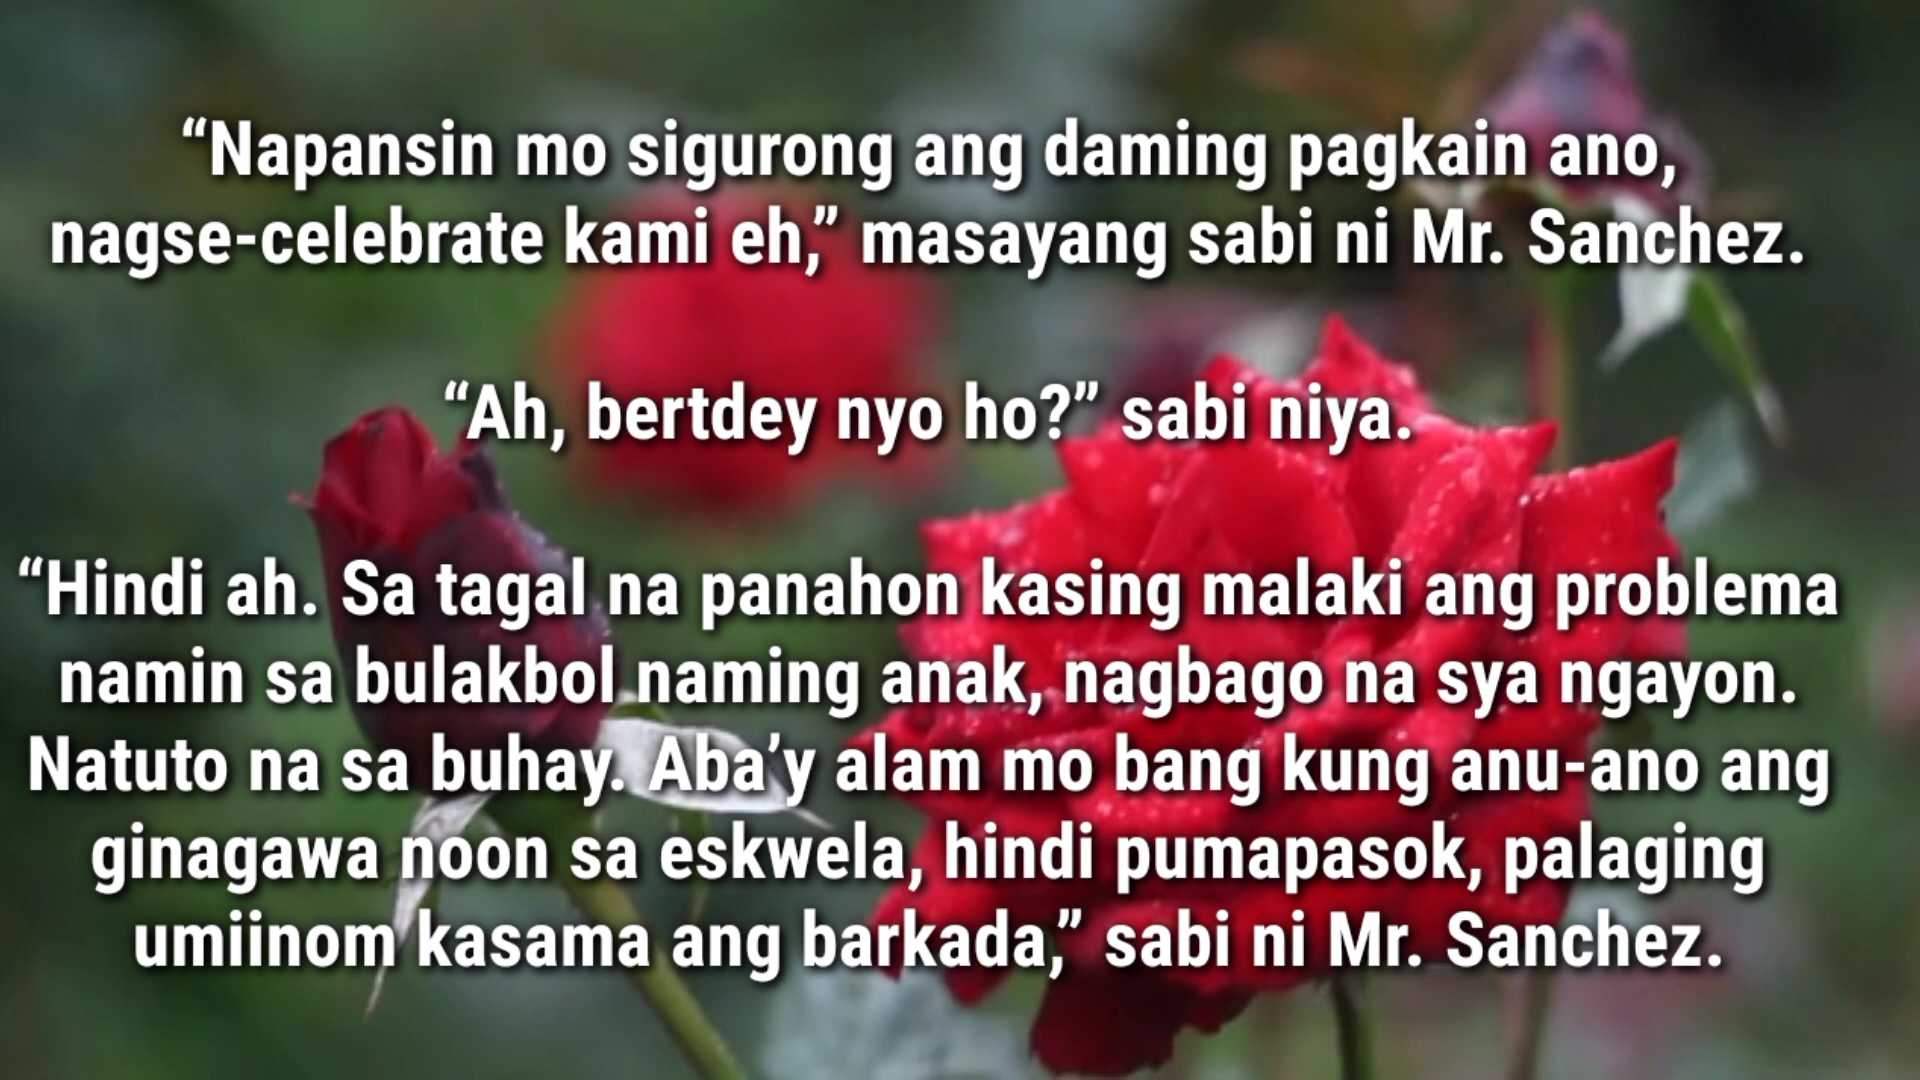 “Napansin mo sigurong ang daming pagkain ano,
nagse-celebrate kami eh,” masayang sabi ni Mr. Sanchez.
“Ah, bertdey nyo ho?” sabi niya.
“Hindi ah. Sa tagal na panahon kasing malaki ang problema
namin sa bulakbol naming anak, nagbago na sya ngayon.
Natuto na sa buhay. Aba’y alam mo bang kung anu-ano ang
ginagawa noon sa eskwela, hindi pumapasok, palaging
umiinom kasama ang barkada,” sabi ni Mr. Sanchez.